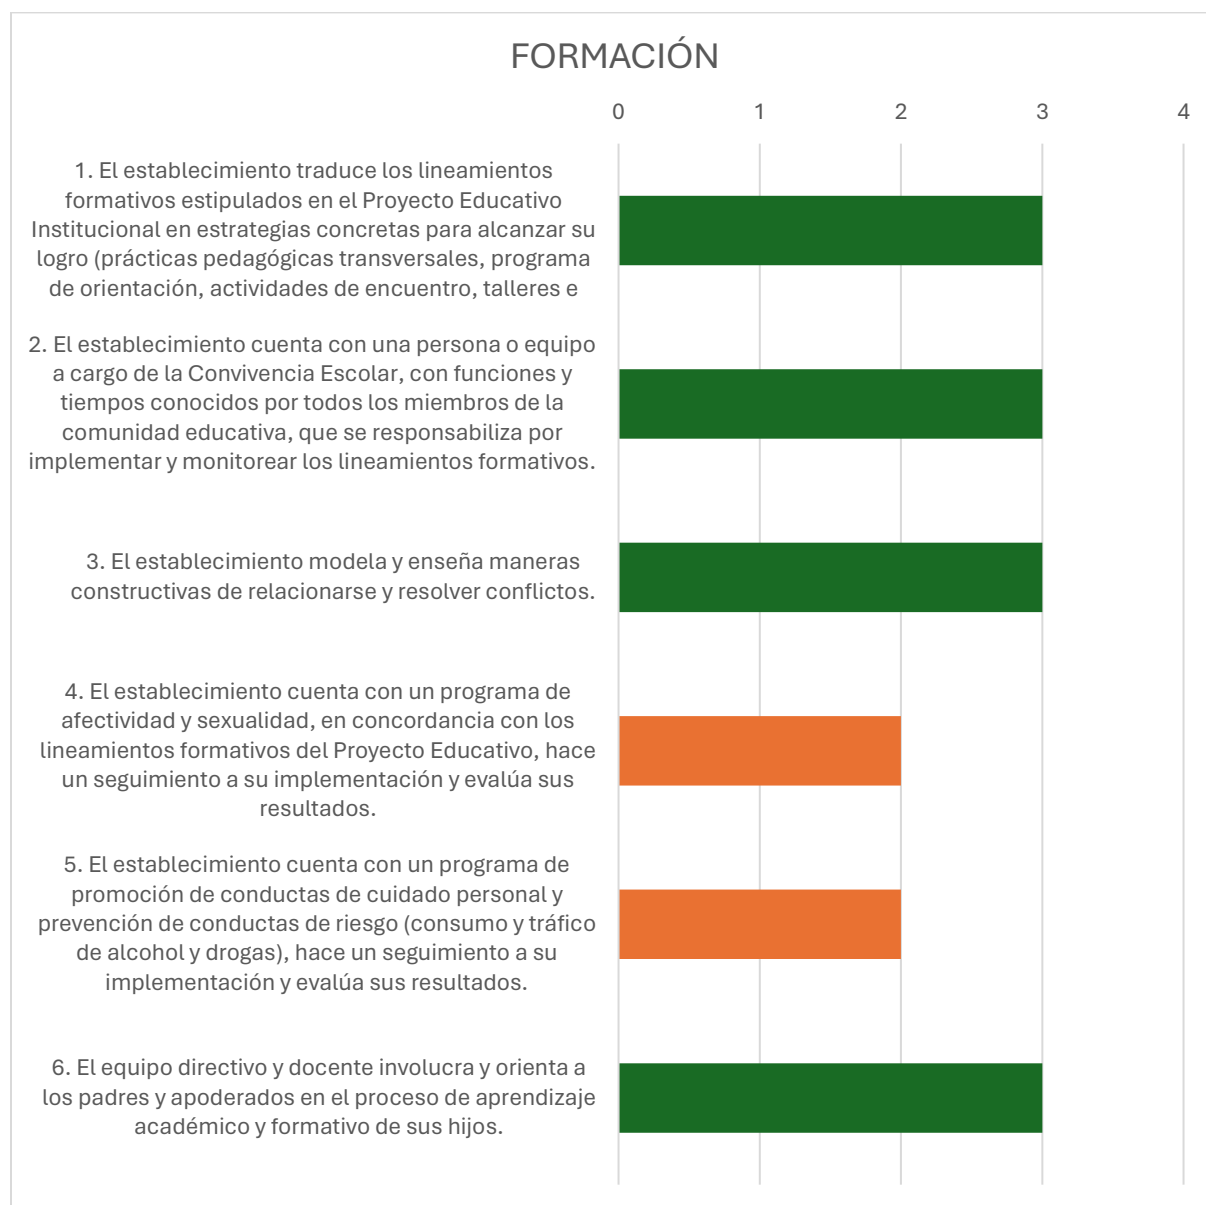 FORMACIÓN
0 1 2 3 4
1. El establecimiento traduce los lineamientos
formativos estipulados en el Proyecto Educativo
Institucional en estrategias concretas para alcanzar su
logro (prácticas pedagógicas transversales, programa
de orientación, actividades de encuentro, talleres e
2. El establecimiento cuenta con una persona o equipo
a cargo de la Convivencia Escolar, con funciones y
tiempos conocidos por todos los miembros de la
comunidad educativa, que se responsabiliza por
implementar y monitorear los lineamientos formativos.
3. El establecimiento modela y enseña maneras
constructivas de relacionarse y resolver conflictos.
4. El establecimiento cuenta con un programa de
afectividad y sexualidad, en concordancia con los
lineamientos formativos del Proyecto Educativo, hace
un seguimiento a su implementación y evalúa sus
resultados.
5. El establecimiento cuenta con un programa de
promoción de conductas de cuidado personal y
prevención de conductas de riesgo (consumo y tráfico
de alcohol y drogas), hace un seguimiento a su
implementación y evalúa sus resultados.
6. El equipo directivo y docente involucra y orienta a
los padres y apoderados en el proceso de aprendizaje
académico y formativo de sus hijos.